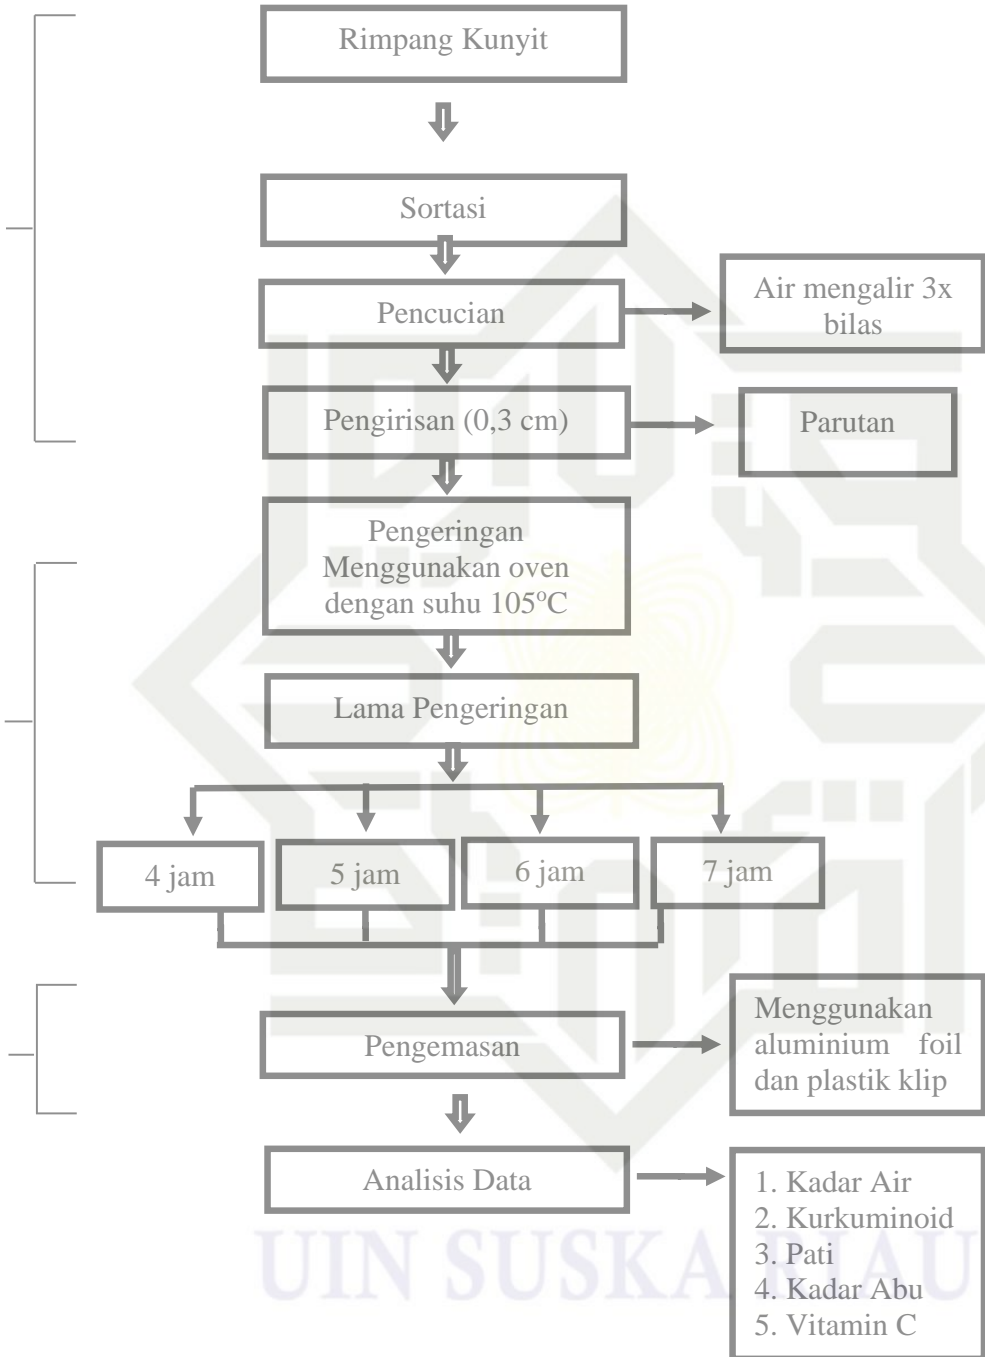 Rimpang Kunyit
Sortasi
Pencucian
Air mengalir 3x
bilas
Pengirisan (0,3 cm)
Parutan
Pengeringan
Menggunakan oven
dengan suhu 105°C
Lama Pengeringan
4 jam
5 jam
6 jam
7 jam
Pengemasan
Menggunakan
aluminium foil
dan plastik klip
Analisis Data
1. Kadar Air
2. Kurkuminoid
3. Pati
4. Kadar Abu
5. Vitamin C
UIN SUSKA RIAU